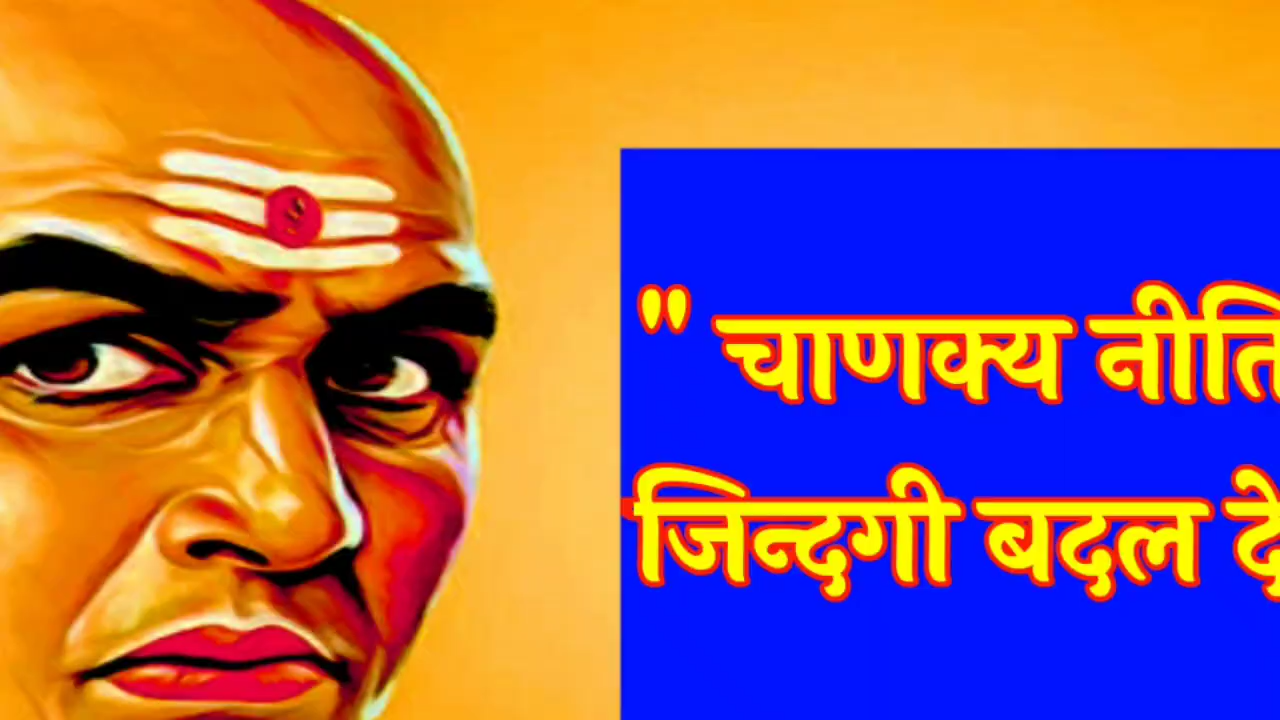 " चाणक्य नीति
जिन्दगी बदल दे